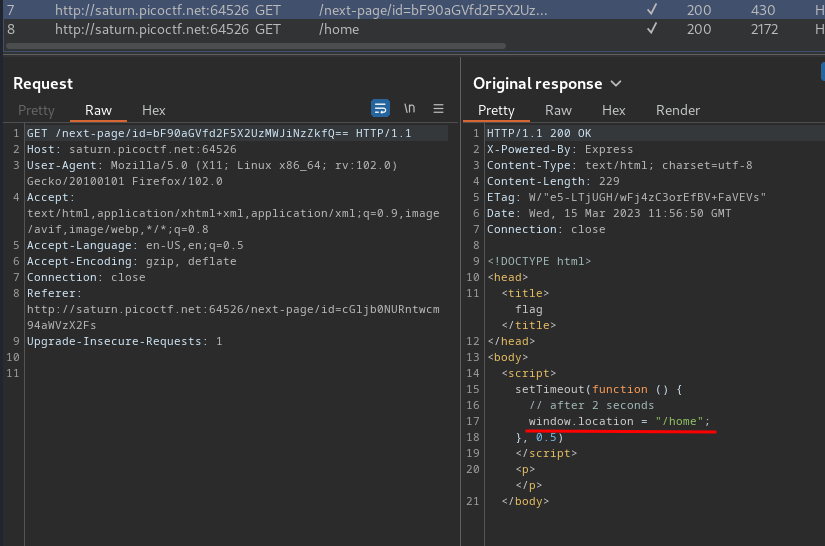 7 http://saturn.picoctf.net:64526 GET /next-page/id=bF90aGVfd2F5X2Uz... ✓ 200 430 H
8 http://saturn.picoctf.net:64526 GET /home ✓ 200 2172 H
Request
Pretty Raw Hex \n ≡
1 GET /next-page/id=bF90aGVfd2F5X2UzMWJiNzZkfQ== HTTP/1.1
2 Host: saturn.picoctf.net:64526
3 User-Agent: Mozilla/5.0 (X11; Linux x86_64; rv:102.0)
Gecko/20100101 Firefox/102.0
4 Accept:
text/html,application/xhtml+xml,application/xml;q=0.9,image
/avif,image/webp,*/*;q=0.8
5 Accept-Language: en-US,en;q=0.5
6 Accept-Encoding: gzip, deflate
7 Connection: close
8 Referer:
http://saturn.picoctf.net:64526/next-page/id=cGljb0NURntwcm
94aWVzX2Fs
9 Upgrade-Insecure-Requests: 1
10
11
Original response
Pretty Raw Hex Render
1 HTTP/1.1 200 OK
2 X-Powered-By: Express
3 Content-Type: text/html; charset=utf-8
4 Content-Length: 229
5 ETag: W/"e5-LTjUGH/wFj4zC3orEfBV+FaVEVs"
6 Date: Wed, 15 Mar 2023 11:56:50 GMT
7 Connection: close
8
9 <!DOCTYPE html>
10 <head>
11 <title>
flag
</title>
12 </head>
13 <body>
14 <script>
15 setTimeout(function () {
16 // after 2 seconds
17 window.location = "/home";
18 }, 0.5)
19 </script>
20 <p>
</p>
21 </body>